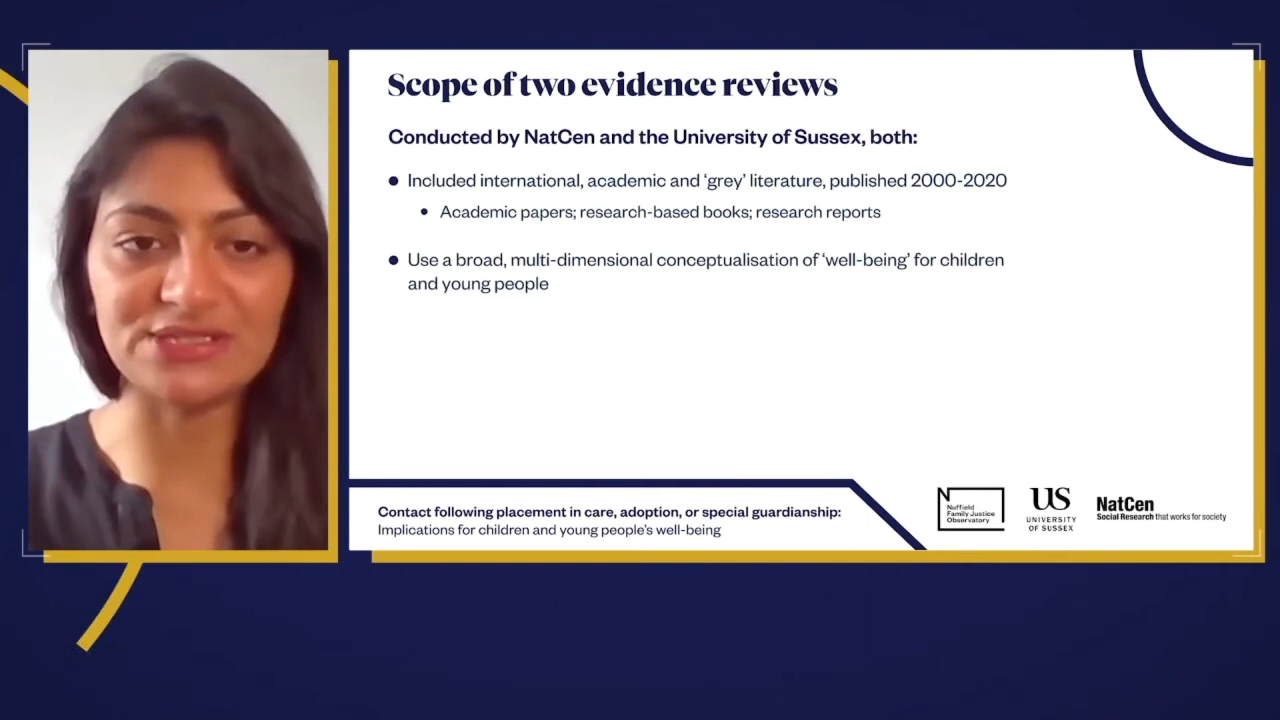 Scope of two evidence reviews
Conducted by NatCen and the University of Sussex, both:
● Included international, academic and ‘grey’ literature, published 2000-2020
● Academic papers; research-based books; research reports
● Use a broad, multi-dimensional conceptualisation of ‘well-being’ for children
and young people
Contact following placement in care, adoption, or special guardianship:
Implications for children and young people’s well-being
N
Nuffield
Family Justice
Observatory
US
UNIVERSITY
OF SUSSEX
NatCen
Social Research that works for society